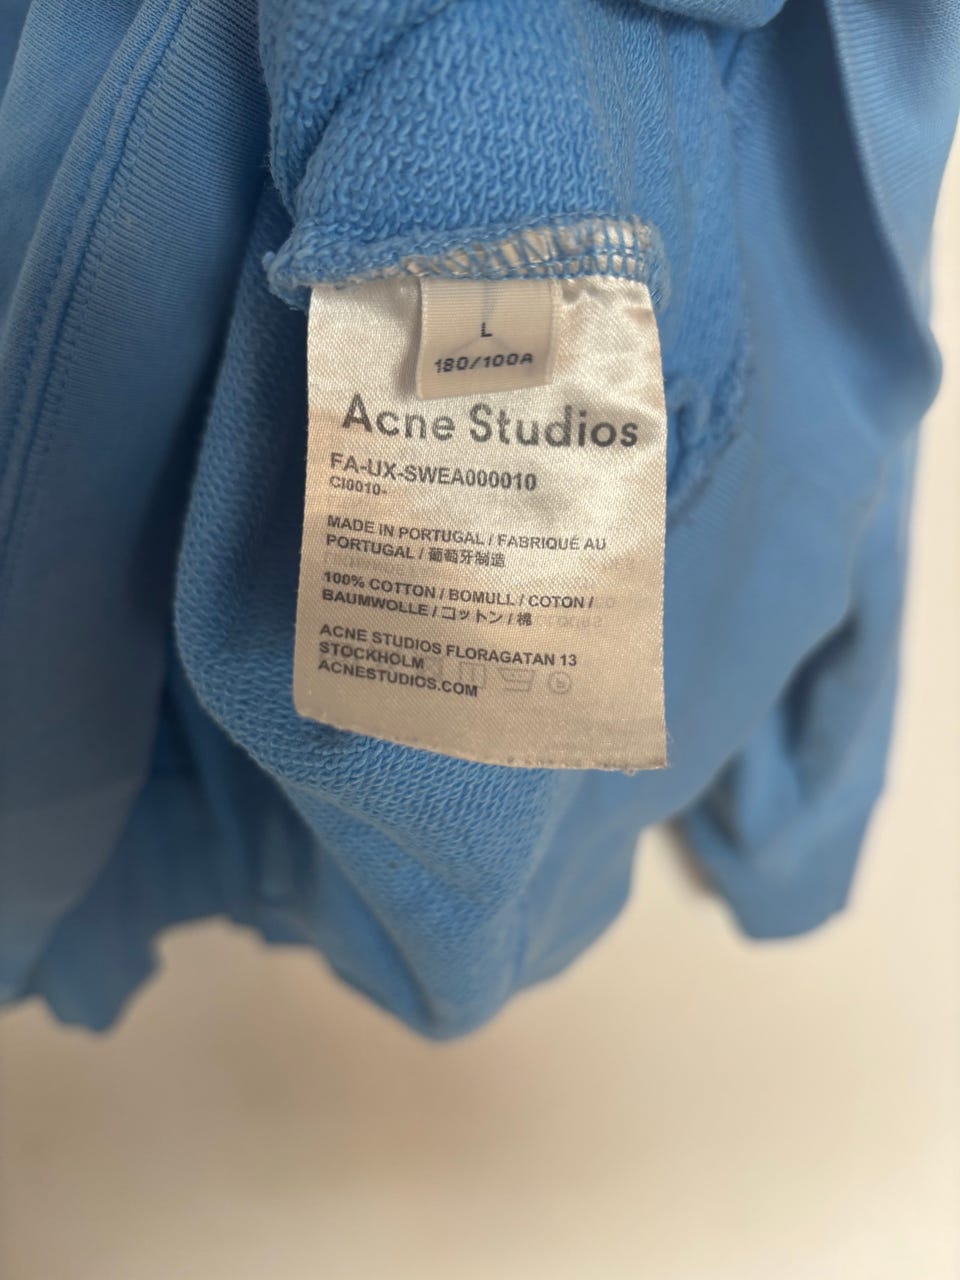 L
180/100A
Acne Studios
FA-UX-SWEA000010
CI0010-
MADE IN PORTUGAL / FABRIQUÉ AU
PORTUGAL / 葡萄牙制造
100% COTTON / BOMULL / COTON /
BAUMWOLLE / コットン / 棉
ACNE STUDIOS FLORAGATAN 13
STOCKHOLM
ACNESTUDIOS.COM